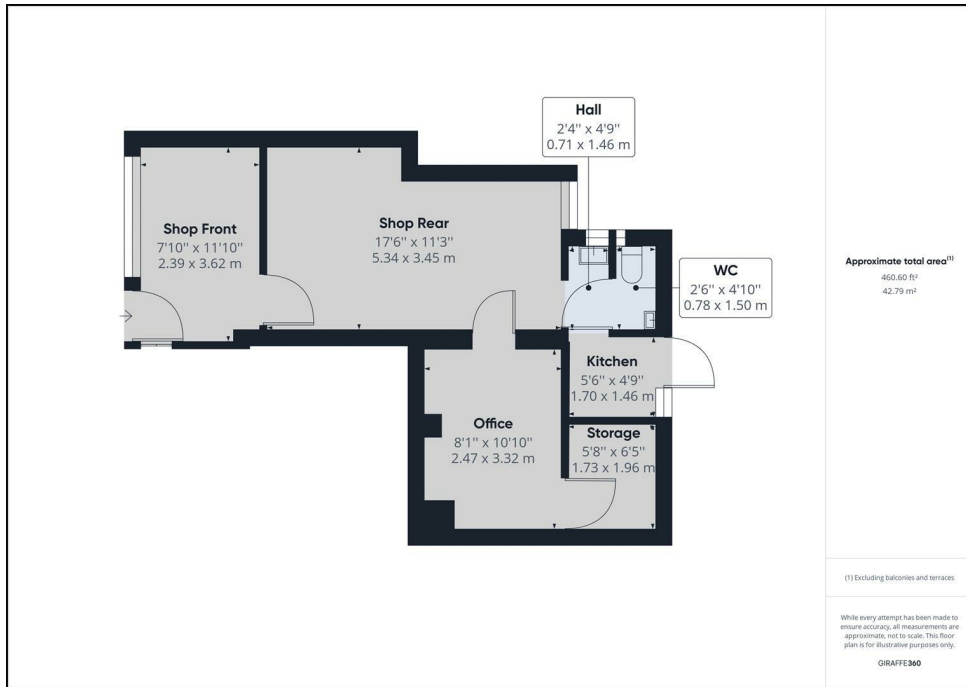 Hall
2'4'' x 4'9''
0.71 x 1.46 m
Shop Front
7'10'' x 11'10''
2.39 x 3.62 m
Shop Rear
17'6'' x 11'3''
5.34 x 3.45 m
WC
2'6'' x 4'10''
0.78 x 1.50 m
Kitchen
5'6'' x 4'9''
1.70 x 1.46 m
Office
8'1'' x 10'10''
2.47 x 3.32 m
Storage
5'8'' x 6'5''
1.73 x 1.96 m
Approximate total area(1)
460.60 ft²
42.79 m²
(1) Excluding balconies and terraces
While every attempt has been made to
ensure accuracy, all measurements are
approximate, not to scale. This floor
plan is for illustrative purposes only.
GIRAFFE360